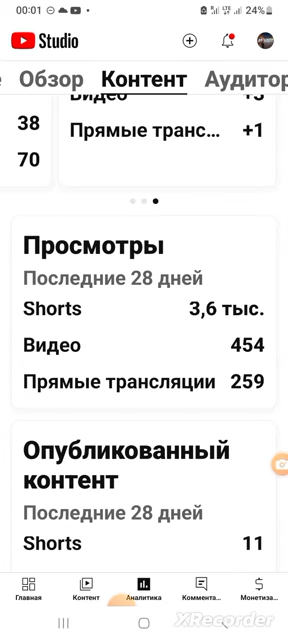 00:01 24%
Studio
е Обзор Контент Аудитор
Видео +3
38
Прямые транс... +1
70
Просмотры
Последние 28 дней
Shorts 3,6 тыс.
Видео 454
Прямые трансляции 259
Опубликованный
контент
Последние 28 дней
Shorts 11
Главная Контент Аналитика Коммента... Монетиза...
XRecorder